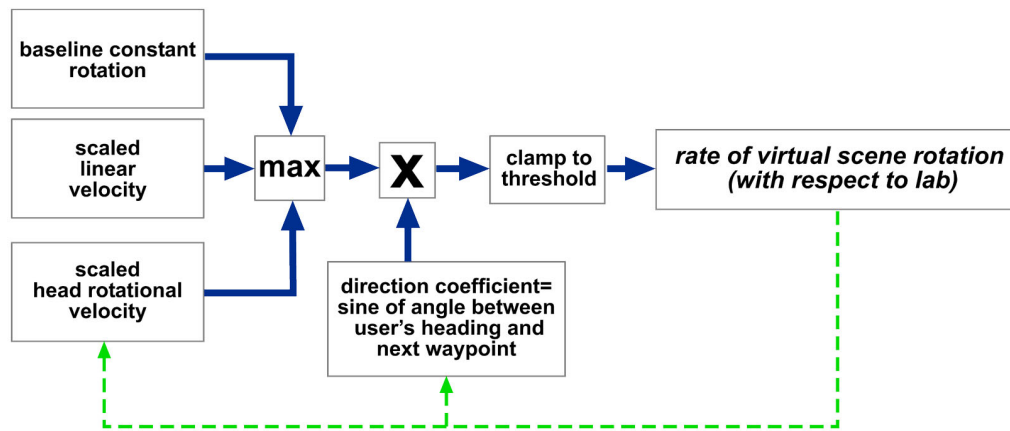 baseline constant
rotation
scaled
linear
velocity
scaled
head rotational
velocity
max
X
direction coefficient=
sine of angle between
user's heading and
next waypoint
clamp to
threshold
rate of virtual scene rotation
(with respect to lab)